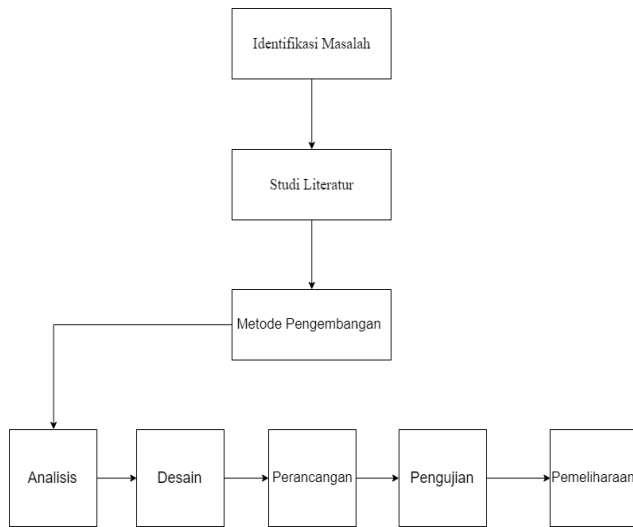 Identifikasi Masalah
Studi Literatur
Metode Pengembangan
Analisis
Desain
Perancangan
Pengujian
Pemeliharaan